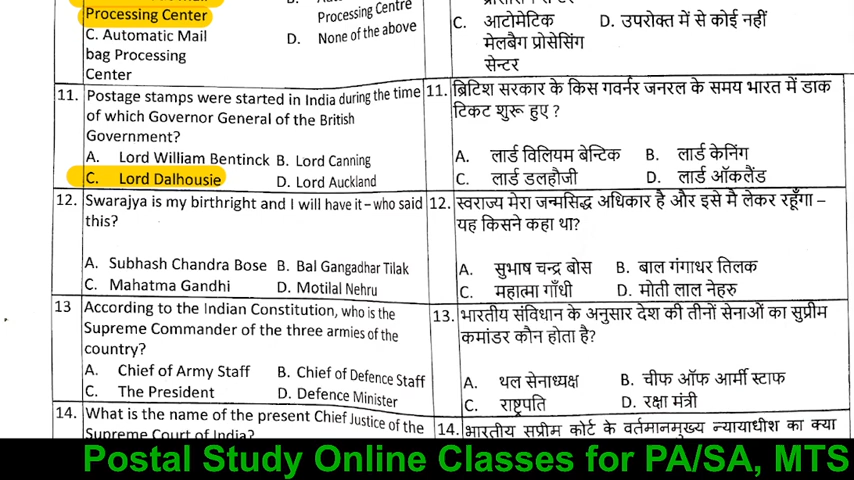 Processing Center
Processing Centre
C. Automatic Mail
bag Processing
Center
D. None of the above
C. आटोमेटिक
मेलबैग प्रोसेसिंग
सेन्टर
D. उपरोक्त में से कोई नहीं
11. Postage stamps were started in India during the time
of which Governor General of the British
Government?
A. Lord William Bentinck B. Lord Canning
C. Lord Dalhousie D. Lord Auckland
11. ब्रिटिश सरकार के किस गवर्नर जनरल के समय भारत में डाक
टिकट शुरू हुए ?
A. लार्ड विलियम बेन्टिक B. लार्ड केनिंग
C. लार्ड डलहौजी D. लार्ड ऑकलैंड
12. Swarajya is my birthright and I will have it – who said
this?
A. Subhash Chandra Bose B. Bal Gangadhar Tilak
C. Mahatma Gandhi D. Motilal Nehru
12. स्वराज्य मेरा जन्मसिद्ध अधिकार है और इसे मै लेकर रहूँगा –
यह किसने कहा था?
A. सुभाष चन्द्र बोस B. बाल गंगाधर तिलक
C. महात्मा गाँधी D. मोती लाल नेहरु
13 According to the Indian Constitution, who is the
Supreme Commander of the three armies of the
country?
A. Chief of Army Staff B. Chief of Defence Staff
C. The President D. Defence Minister
13. भारतीय संविधान के अनुसार देश की तीनों सेनाओं का सुप्रीम
कमांडर कौन होता है?
A. थल सेनाध्यक्ष B. चीफ ऑफ आर्मी स्टाफ
C. राष्ट्रपति D. रक्षा मंत्री
14. What is the name of the present Chief Justice of the
Supreme Court of India?
14. भारतीय सुप्रीम कोर्ट के वर्तमानमुख्य न्यायाधीश का क्या
Postal Study Online Classes for PA/SA, MTS